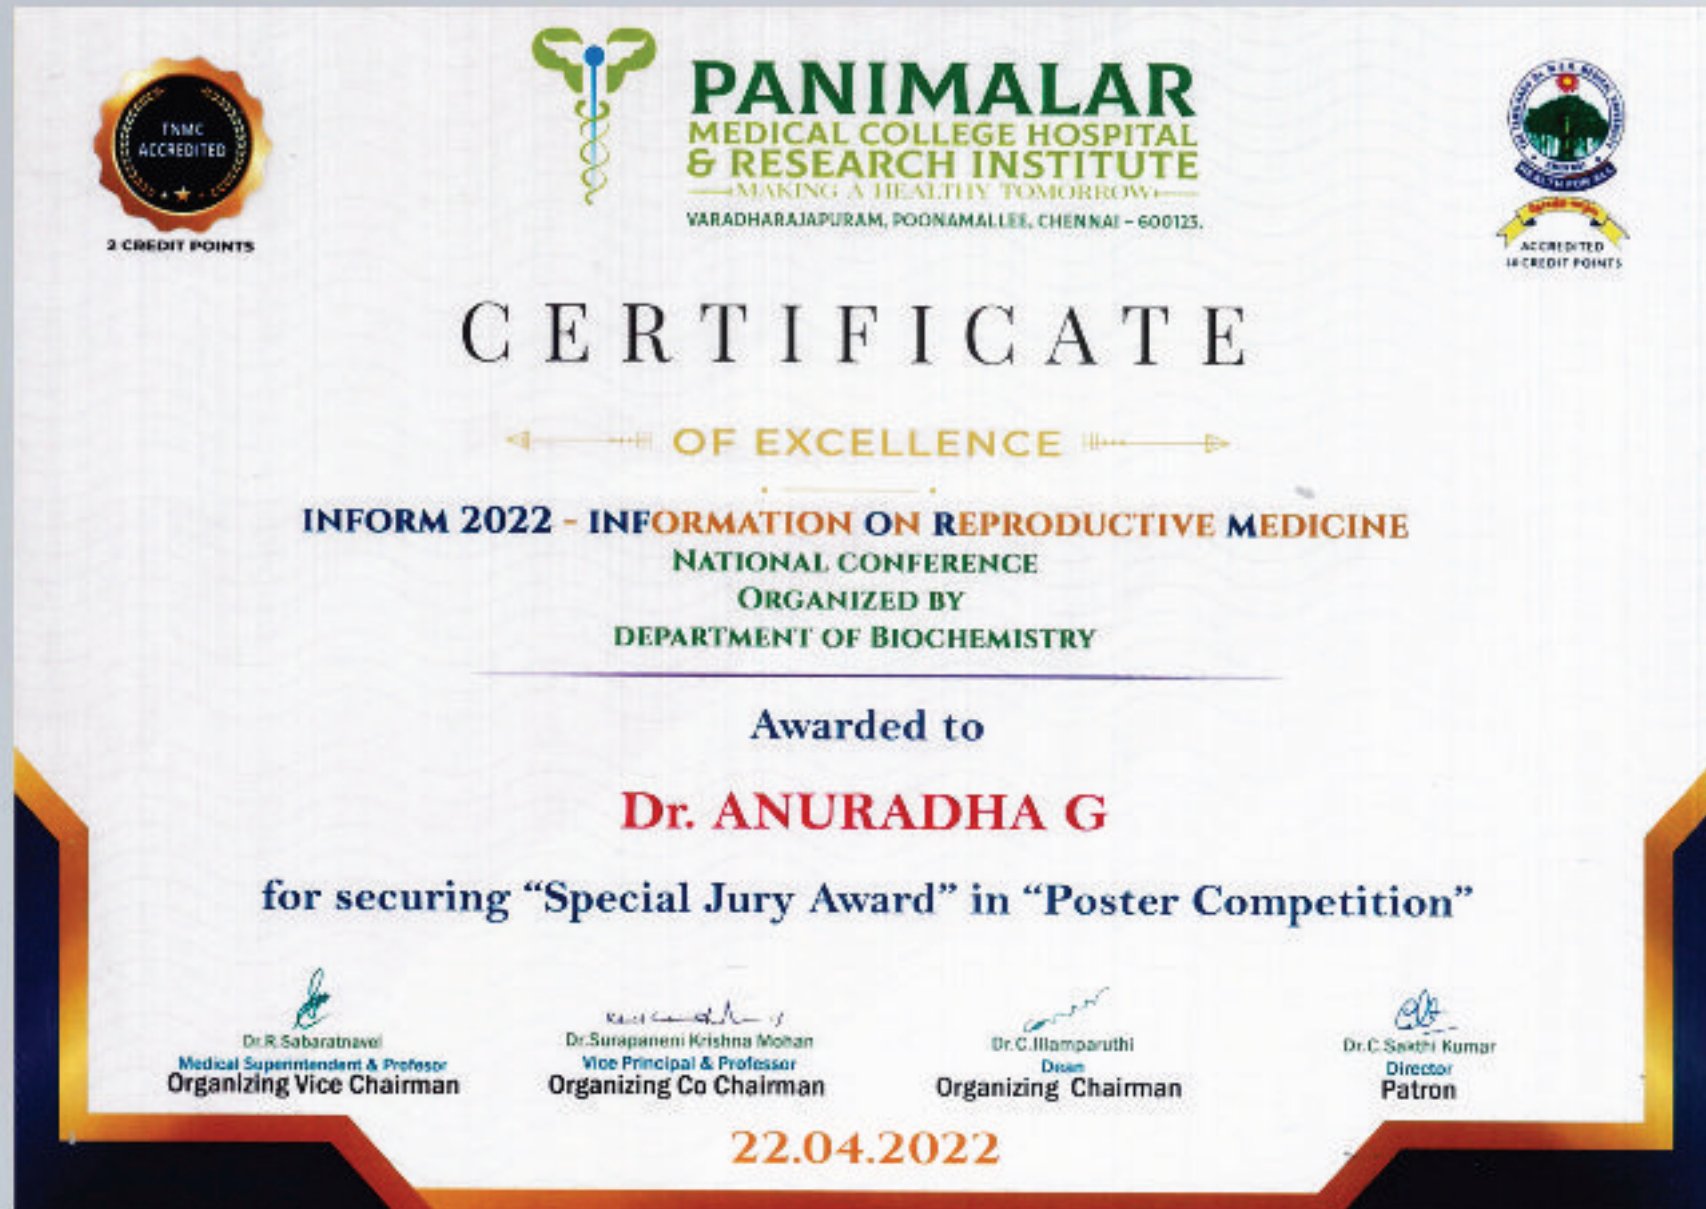 TNMC
ACCREDITED
2 CREDIT POINTS
PANIMALAR
MEDICAL COLLEGE HOSPITAL
& RESEARCH INSTITUTE
MAKING A HEALTHY TOMORROW
VARADHARAJAPURAM, POONAMALLEE, CHENNAI – 600123.
HEALTH FOR ALL
ACCREDITED
CREDIT POINTS
CERTIFICATE
OF EXCELLENCE
INFORM 2022 - INFORMATION ON REPRODUCTIVE MEDICINE
NATIONAL CONFERENCE
ORGANIZED BY
DEPARTMENT OF BIOCHEMISTRY
Awarded to
Dr. ANURADHA G
for securing “Special Jury Award” in “Poster Competition”
Dr.R.Sabaratnavel
Medical Superintendent & Profesor
Organizing Vice Chairman
Dr.Surapaneni Krishna Mohan
Vice Principal & Professor
Organizing Co Chairman
Dr.C.Illamparuthi
Dean
Organizing Chairman
Dr.C.Sakthi Kumar
Director
Patron
22.04.2022